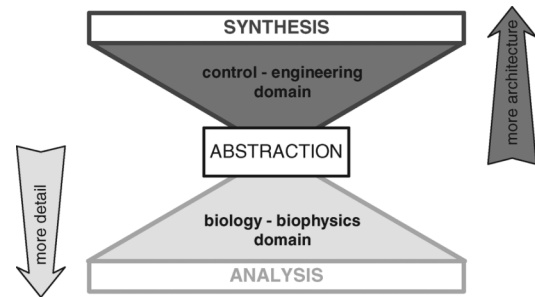 SYNTHESIS
control - engineering
domain
more architecture
ABSTRACTION
more detail
biology - biophysics
domain
ANALYSIS